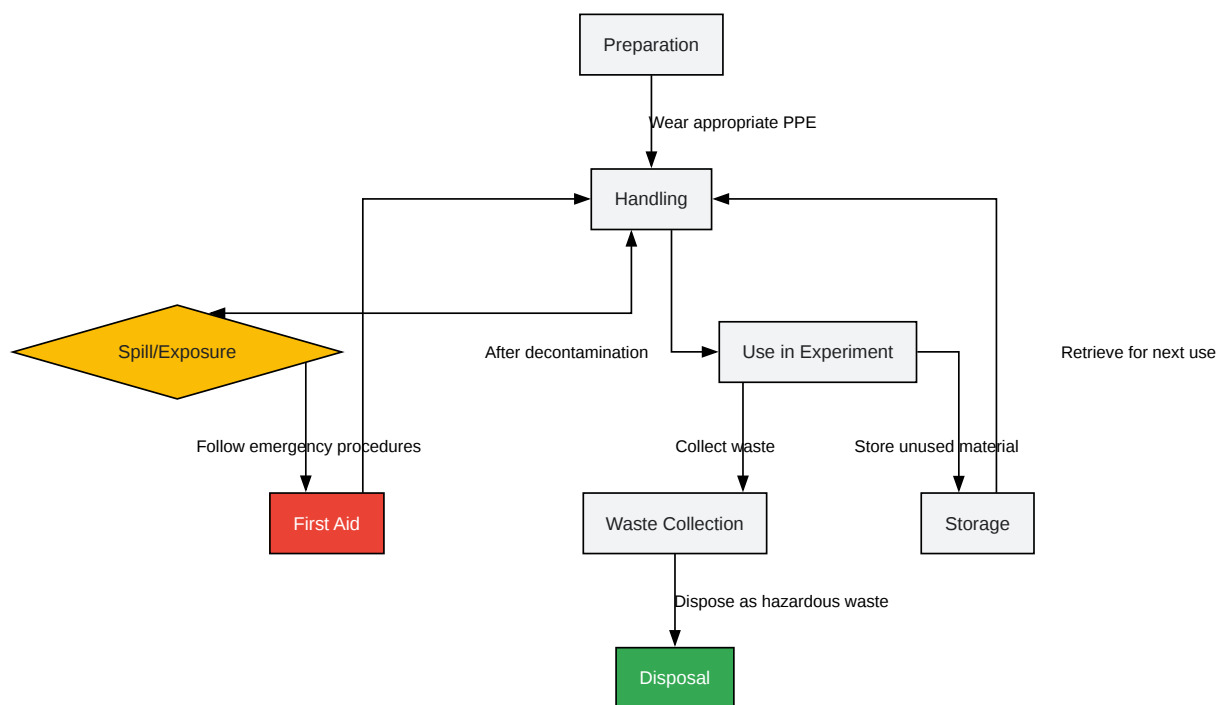 Preparation
Wear appropriate PPE
Handling
Spill/Exposure
After decontamination
Use in Experiment
Retrieve for next use
Follow emergency procedures
Collect waste
Store unused material
First Aid
Waste Collection
Storage
Dispose as hazardous waste
Disposal